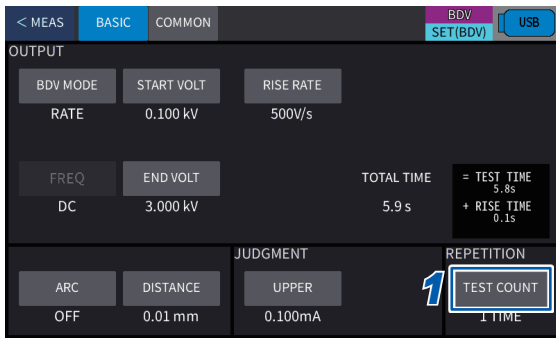 < MEAS BASIC COMMON BDV USB
SET(BDV)
OUTPUT
BDV MODE START VOLT RISE RATE
RATE 0.100 kV 500V/s
FREQ END VOLT TOTAL TIME = TEST TIME
5.8s
DC 3.000 kV 5.9 s + RISE TIME
0.1s
JUDGMENT REPETITION
ARC DISTANCE UPPER 1 TEST COUNT
OFF 0.01 mm 0.100mA 1 TIME